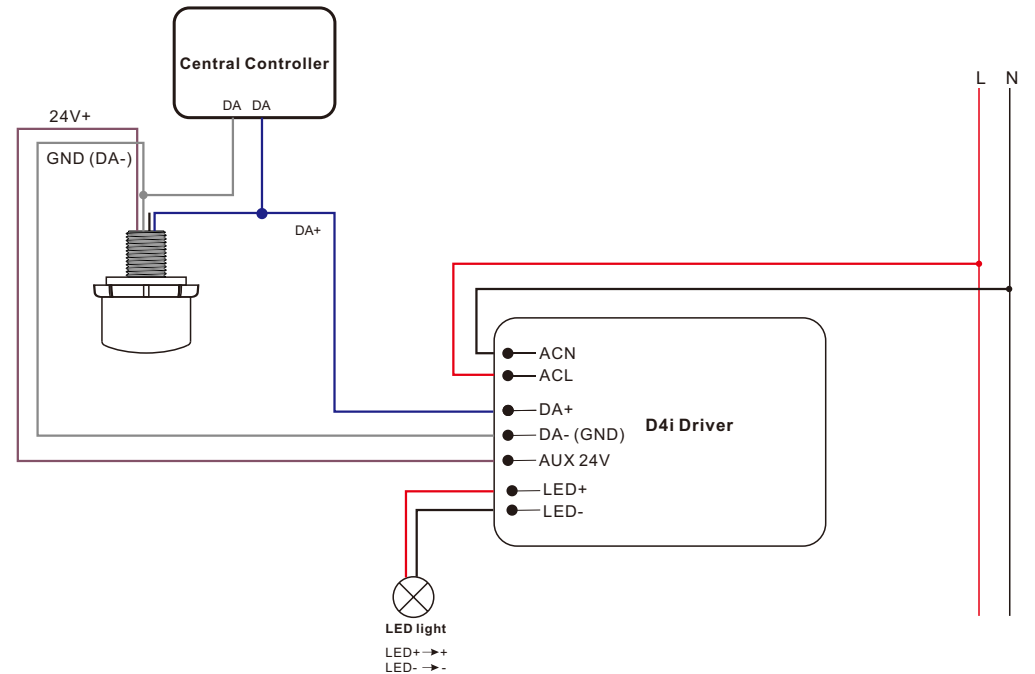 Central Controller
DA DA
L N
24V+
GND (DA-)
DA+
ACN
ACL
DA+
DA- (GND)
AUX 24V
LED+
LED-
D4i Driver
LED light
LED+→+
LED-→-